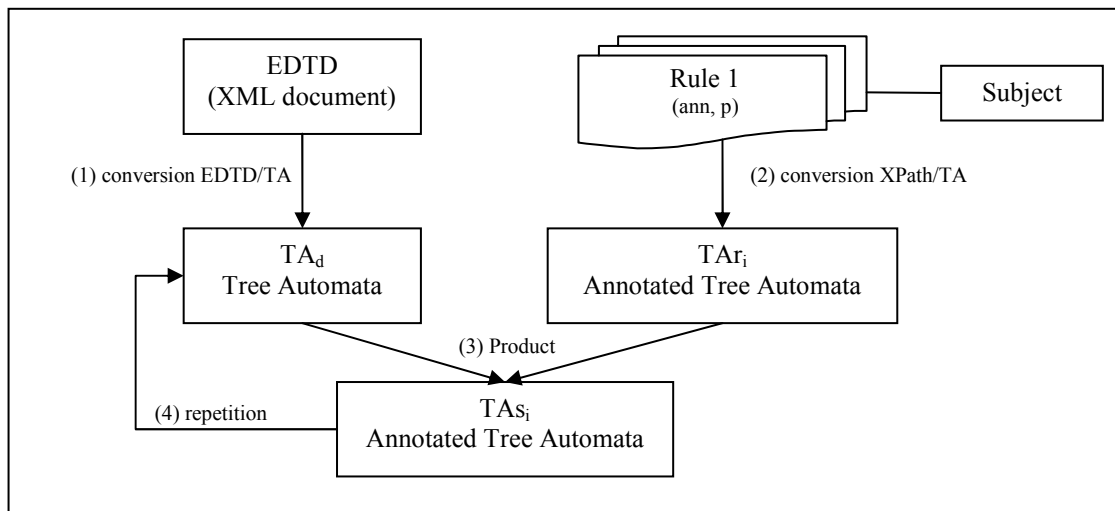 EDTD
(XML document)
Rule 1
(ann, p)
Subject
(1) conversion EDTD/TA
(2) conversion XPath/TA
TAd
Tree Automata
TAri
Annotated Tree Automata
(3) Product
(4) repetition
TAsi
Annotated Tree Automata